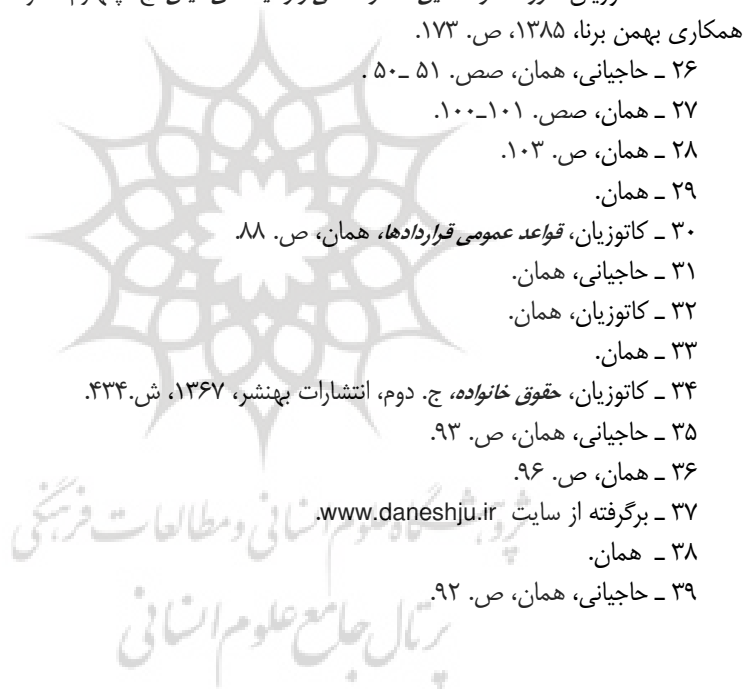 همکاری بهمن برنا، ۱۳۸۵، ص. ۱۷۳.
۲۶ ـ حاجیانی، همان، صص. ۵۱ ـ۵۰ .
۲۷ ـ همان، صص. ۱۰۱ـ۱۰۰.
۲۸ ـ همان، ص. ۱۰۳.
۲۹ ـ همان.
۳۰ ـ کاتوزیان، قواعد عمومی قراردادها، همان، ص. ۸۸.
۳۱ ـ حاجیانی، همان.
۳۲ ـ کاتوزیان، همان.
۳۳ ـ همان.
۳۴ ـ کاتوزیان، حقوق خانواده، ج. دوم، انتشارات بهنشر، ۱۳۶۷، ش.۴۳۴.
۳۵ ـ حاجیانی، همان، ص. ۹۳.
۳۶ ـ همان، ص. ۹۶.
۳۷ ـ برگرفته از سایت www.daneshju.ir.
۳۸ ـ همان.
۳۹ ـ حاجیانی، همان، ص. ۹۲.
پژوهشگاه علوم انسانی و مطالعات فرهنگی
پرتال جامع علوم انسانی